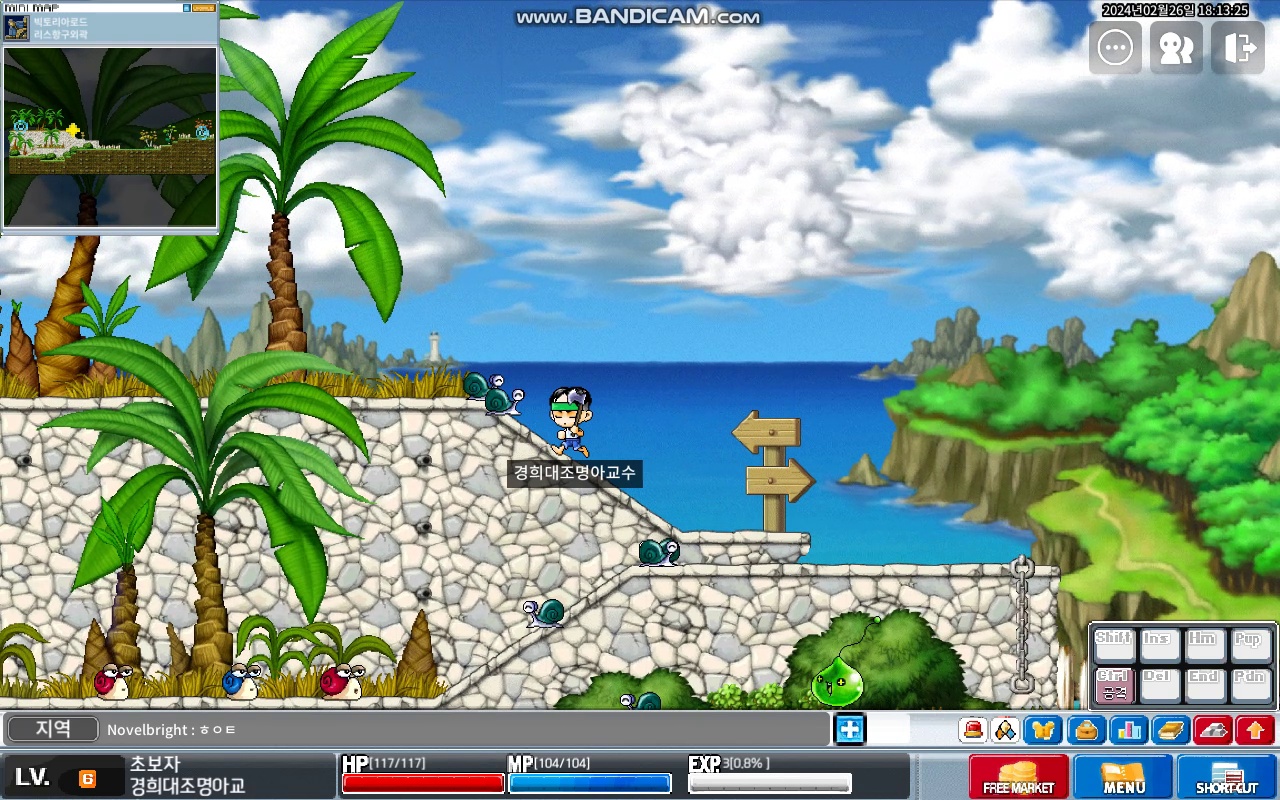 MINI MAP
빅토리아로드
리스항구외곽
www.BANDICAM.com
2024년02월26일 18:13:25
경희대조명아교수
Shift Ins Hm Pup
Ctrl Del End Pdn
공격
지역 Novelbright : ㅎㅇㅌ
LV. 6
초보자
경희대조명아교
HP[117/117] MP[104/104] EXP 3[0.8% ]
FREE MARKET MENU SHORTCUT